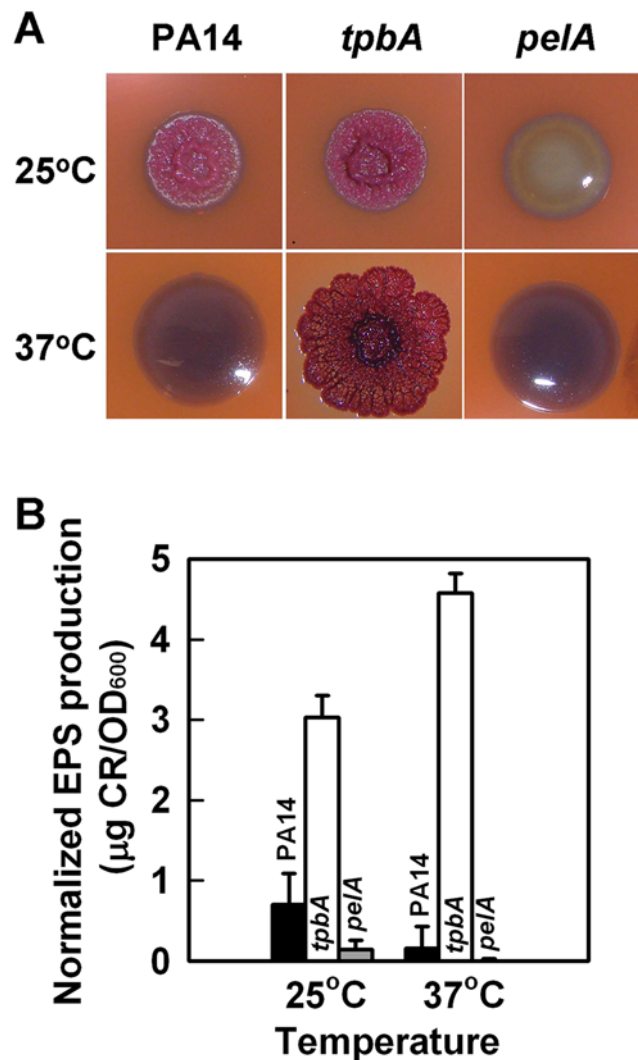 A
PA14 tpbA pelA
25°C
37°C
B
Normalized EPS production
(μg CR/OD600)
5
4
3
2
1
0
PA14
tpbA
pelA
PA14
tpbA
pelA
25°C 37°C
Temperature